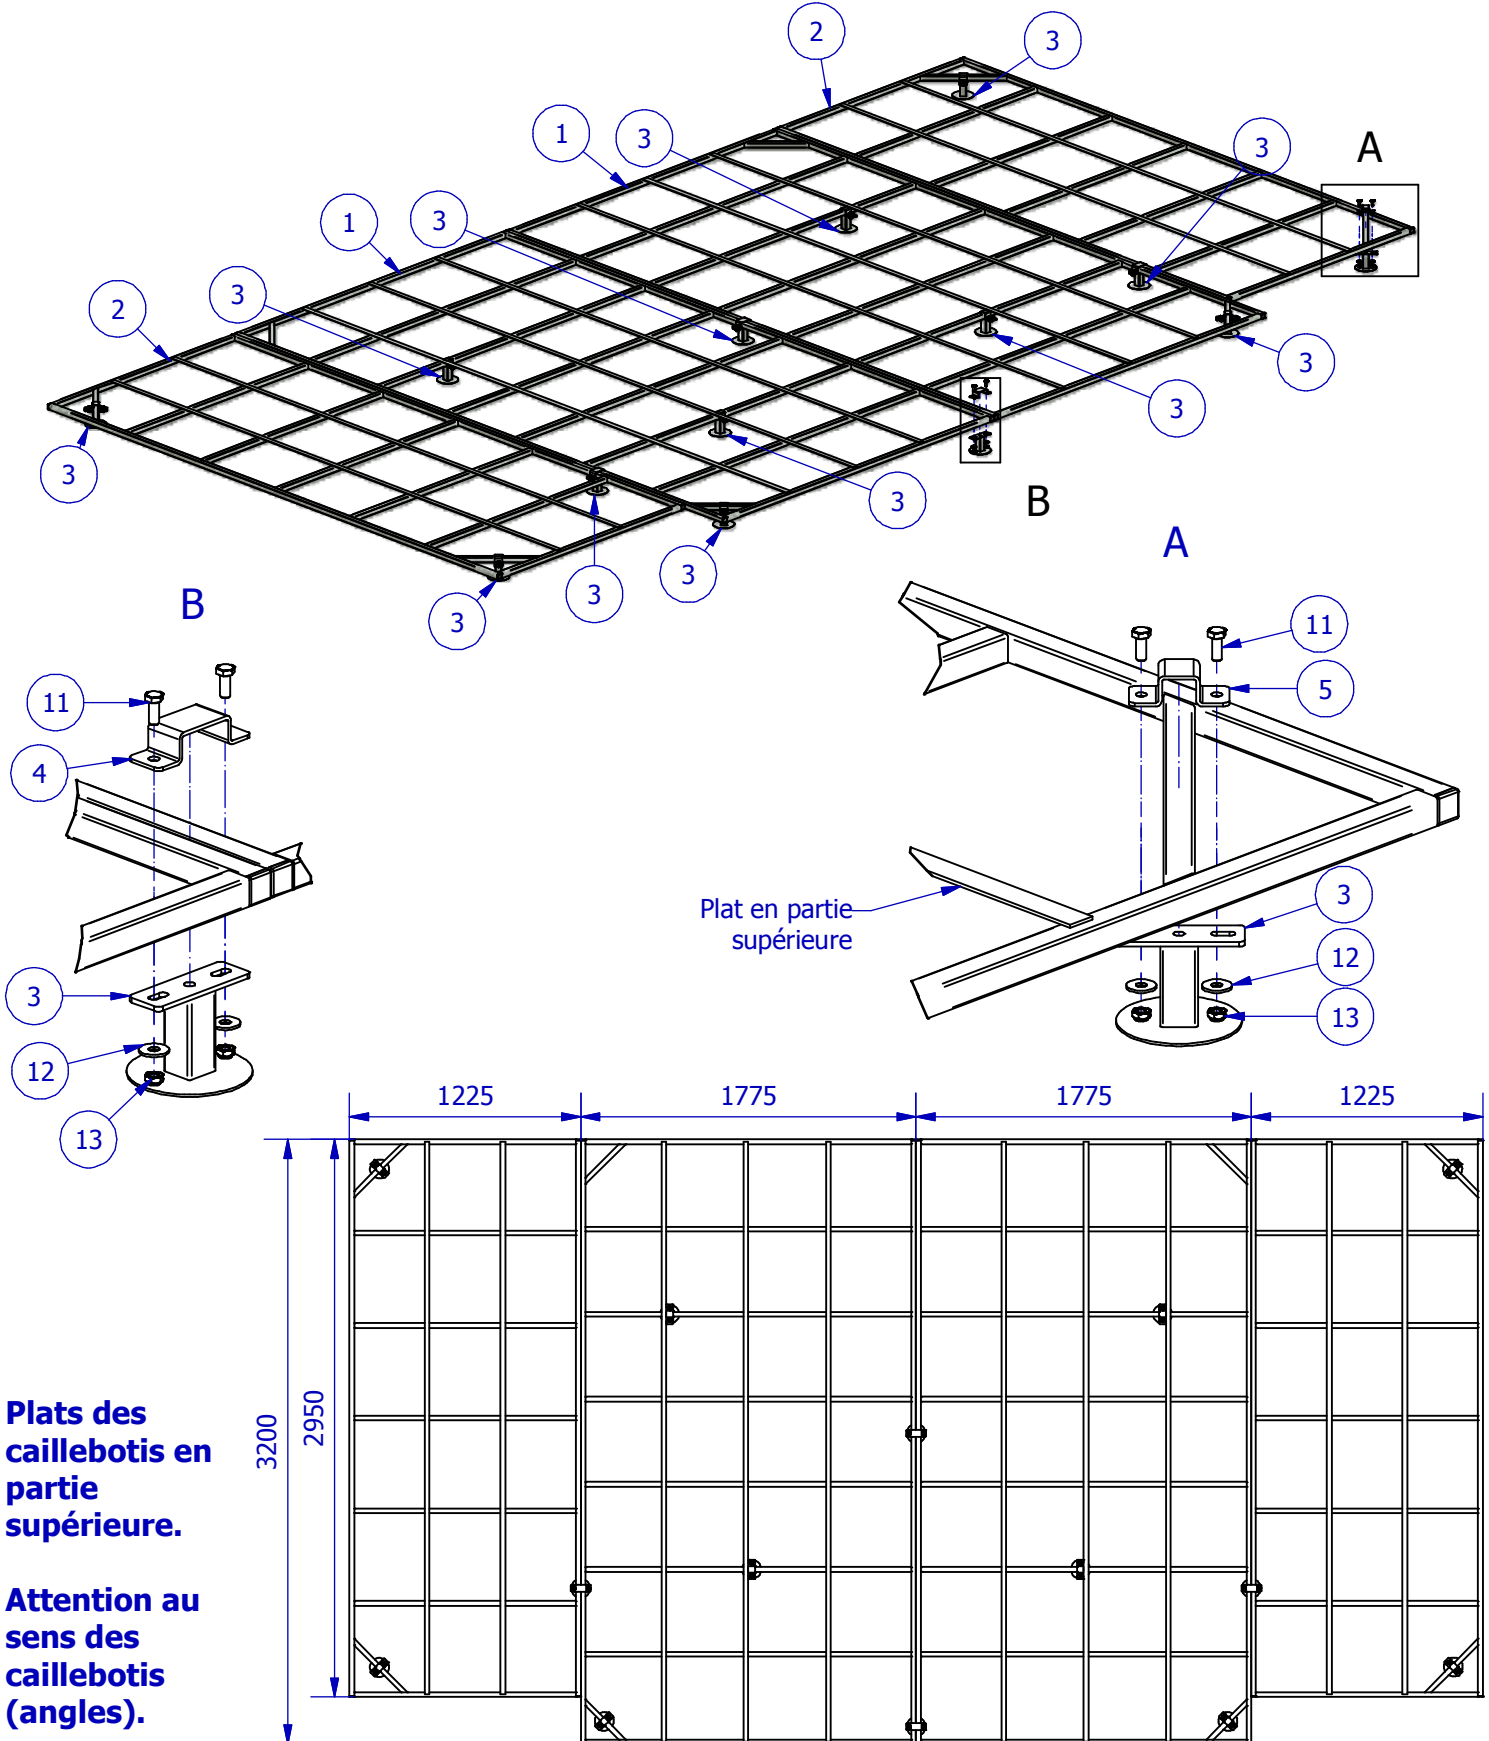 2
3
1
3
3
A
1
3
3
2
3
3
3
3
3
B
3
3
3
A
B
11
11
5
4
Plat en partie
supérieure
3
3
12
12
13
13
1225
1775
1775
1225
3200
2950
Plats des
caillebotis en
partie
supérieure.
Attention au
sens des
caillebotis
(angles).